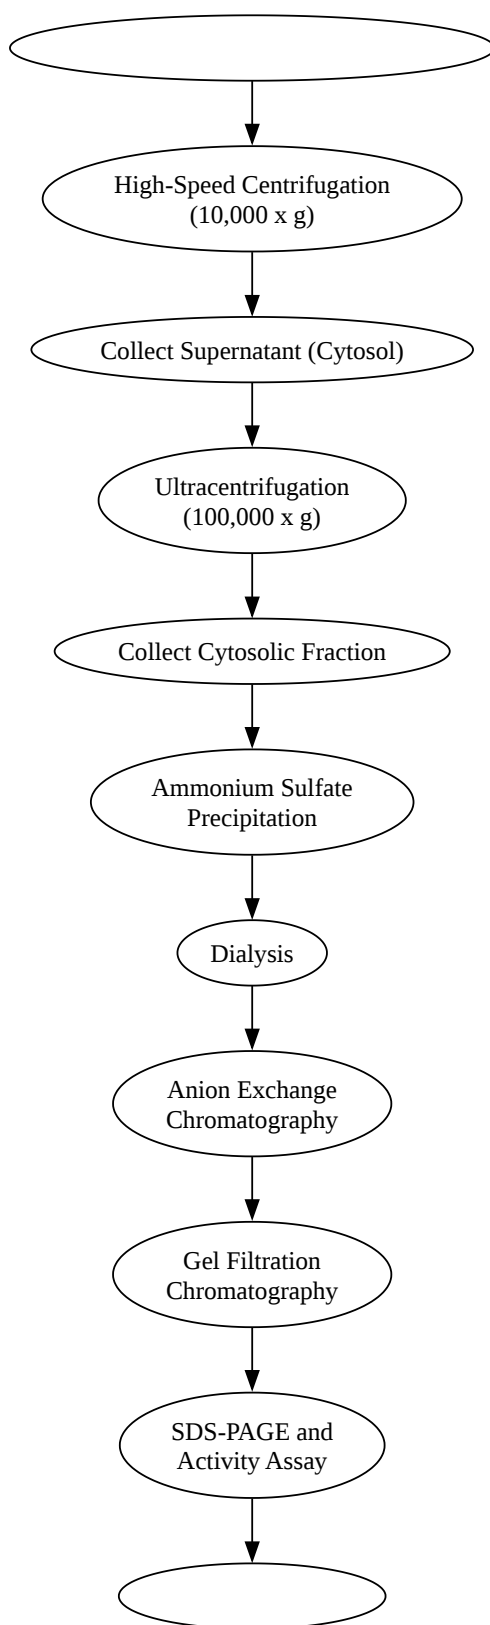 High-Speed Centrifugation
(10,000 x g)
Collect Supernatant (Cytosol)
Ultracentrifugation
(100,000 x g)
Collect Cytosolic Fraction
Ammonium Sulfate
Precipitation
Dialysis
Anion Exchange
Chromatography
Gel Filtration
Chromatography
SDS-PAGE and
Activity Assay